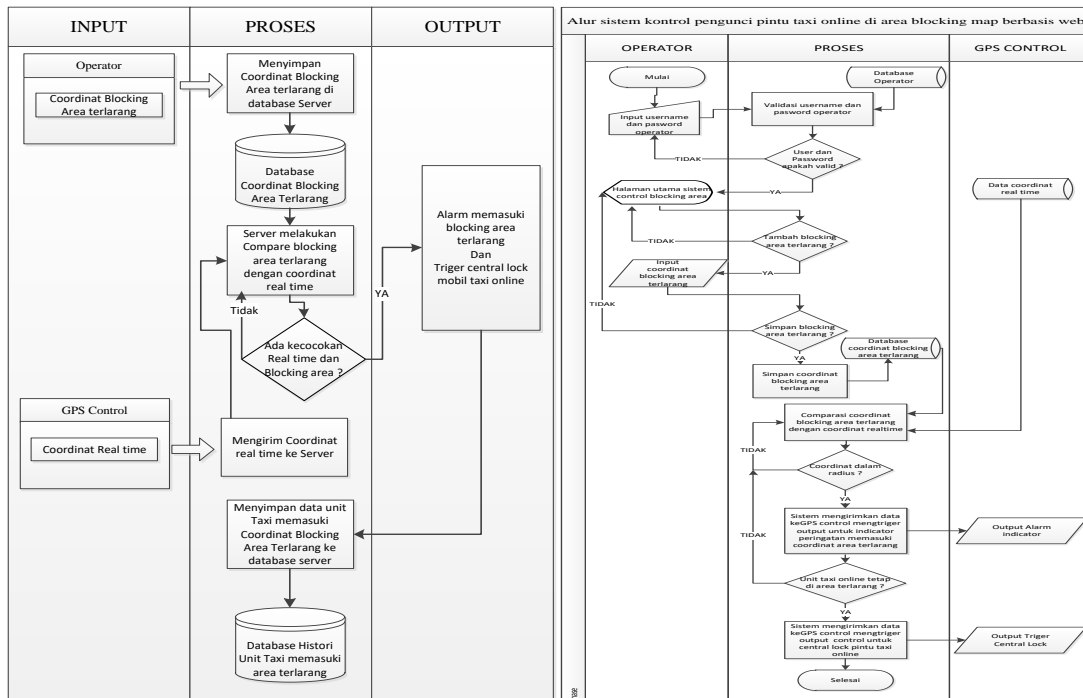 INPUT
PROSES
OUTPUT
Operator
Coordinat Blocking
Area terlarang
Menyimpan
Coordinat Blocking
Area terlarang di
database Server
Database
Coordinat Blocking
Area Terlarang
Server melakukan
Compare blocking
area terlarang
dengan coordinat
real time
Tidak
YA
Ada kecocokan
Real time dan
Blocking area ?
Alarm memasuki
blocking area
terlarang
Dan
Triger central lock
mobil taxi online
GPS Control
Coordinat Real time
Mengirim Coordinat
real time ke Server
Menyimpan data unit
Taxi memasuki
Coordinat Blocking
Area Terlarang ke
database server
Database Histori
Unit Taxi memasuki
area terlarang
Alur sistem kontrol pengunci pintu taxi online di area blocking map berbasis web
OPERATOR
PROSES
GPS CONTROL
Mulai
Database
Operator
Input username
dan pasword
operator
Validasi username dan
pasword operator
User dan
Password
apakah valid ?
TIDAK
YA
Halaman utama sistem
control blocking area
Data coordinat
real time
Tambah blocking
area terlarang ?
TIDAK
YA
Input
coordinat
blocking area
terlarang
TIDAK
Simpan blocking
area terlarang ?
YA
Database
coordinat blocking
area terlarang
Simpan coordinat
blocking area
terlarang
Comparasi coordinat
blocking area terlarang
dengan coordinat realtime
TIDAK
Coordinat dalam
radius ?
YA
Sistem mengirimkan data
keGPS control mengtriger
output untuk indicator
peringatan memasuki
coordinat area terlarang
Output Alarm
indicator
TIDAK
Unit taxi online tetap
di area terlarang ?
YA
Sistem mengirimkan data
keGPS control mengtriger
output control untuk
central lock pintu taxi
online
Output Triger
Central Lock
Selesai